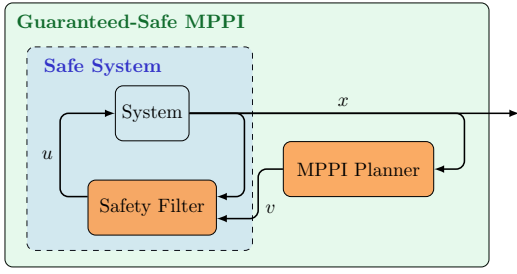 Guaranteed-Safe MPPI
Safe System
System
x
u
MPPI Planner
Safety Filter
v